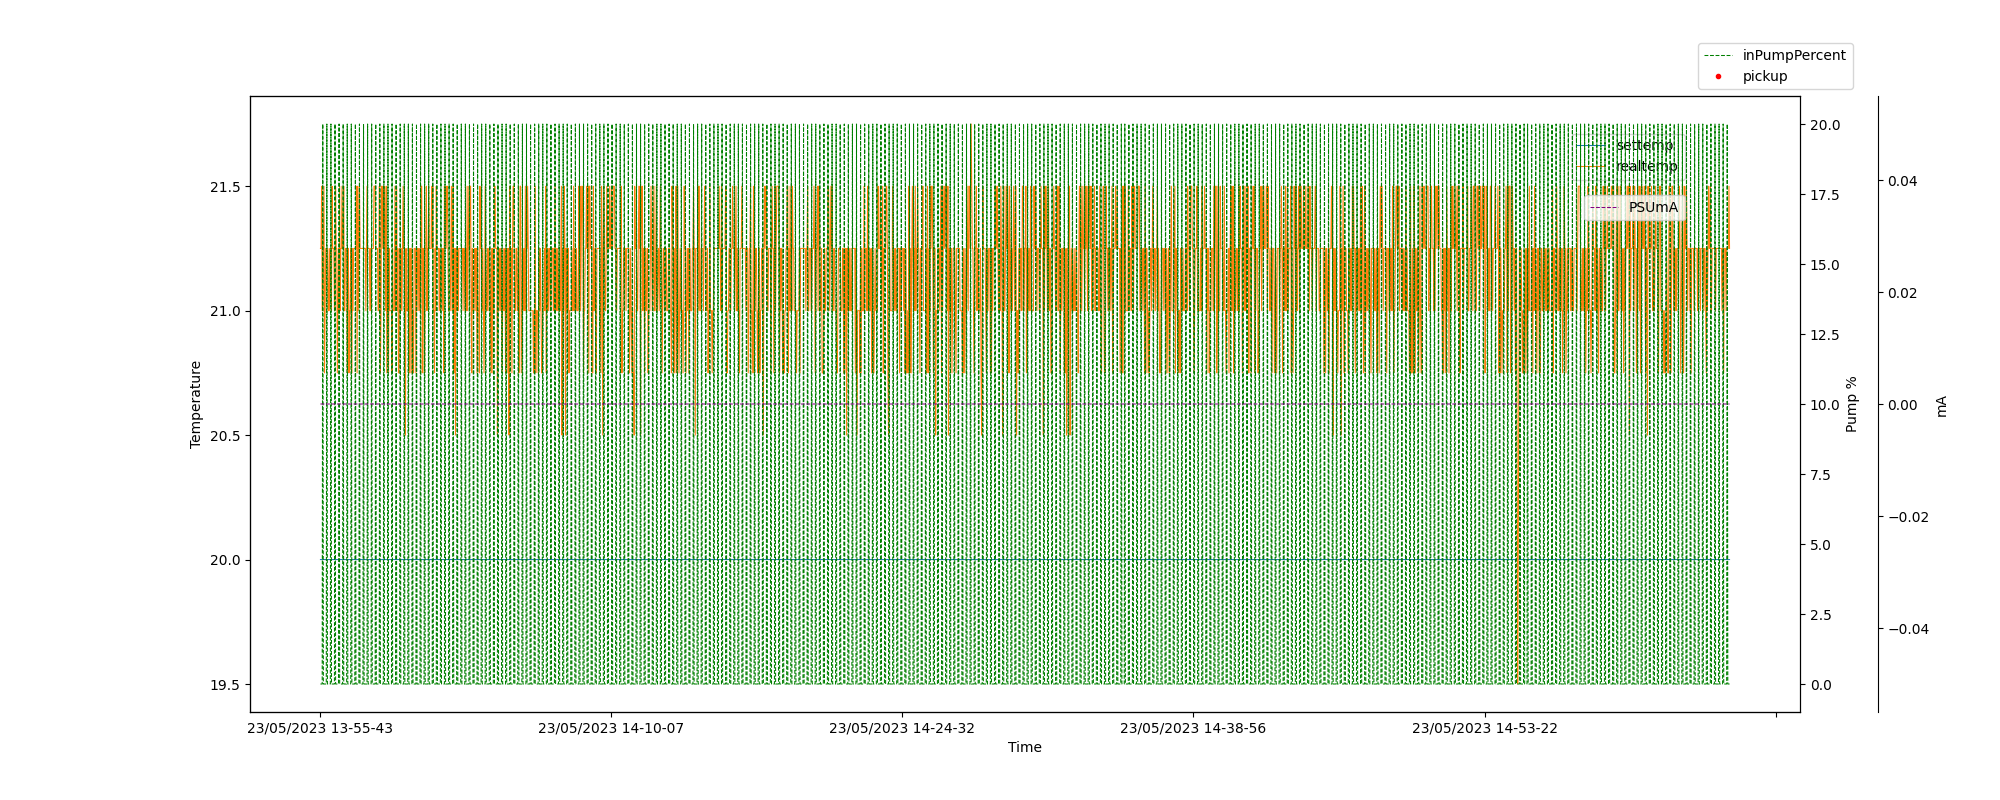 inPumpPercent
pickup
settemp
realtemp
PSUmA
21.5
21.0
20.5
20.0
19.5
Temperature
20.0
17.5
15.0
12.5
10.0
7.5
5.0
2.5
0.0
Pump %
0.04
0.02
0.00
−0.02
−0.04
mA
23/05/2023 13-55-43
23/05/2023 14-10-07
23/05/2023 14-24-32
23/05/2023 14-38-56
23/05/2023 14-53-22
Time